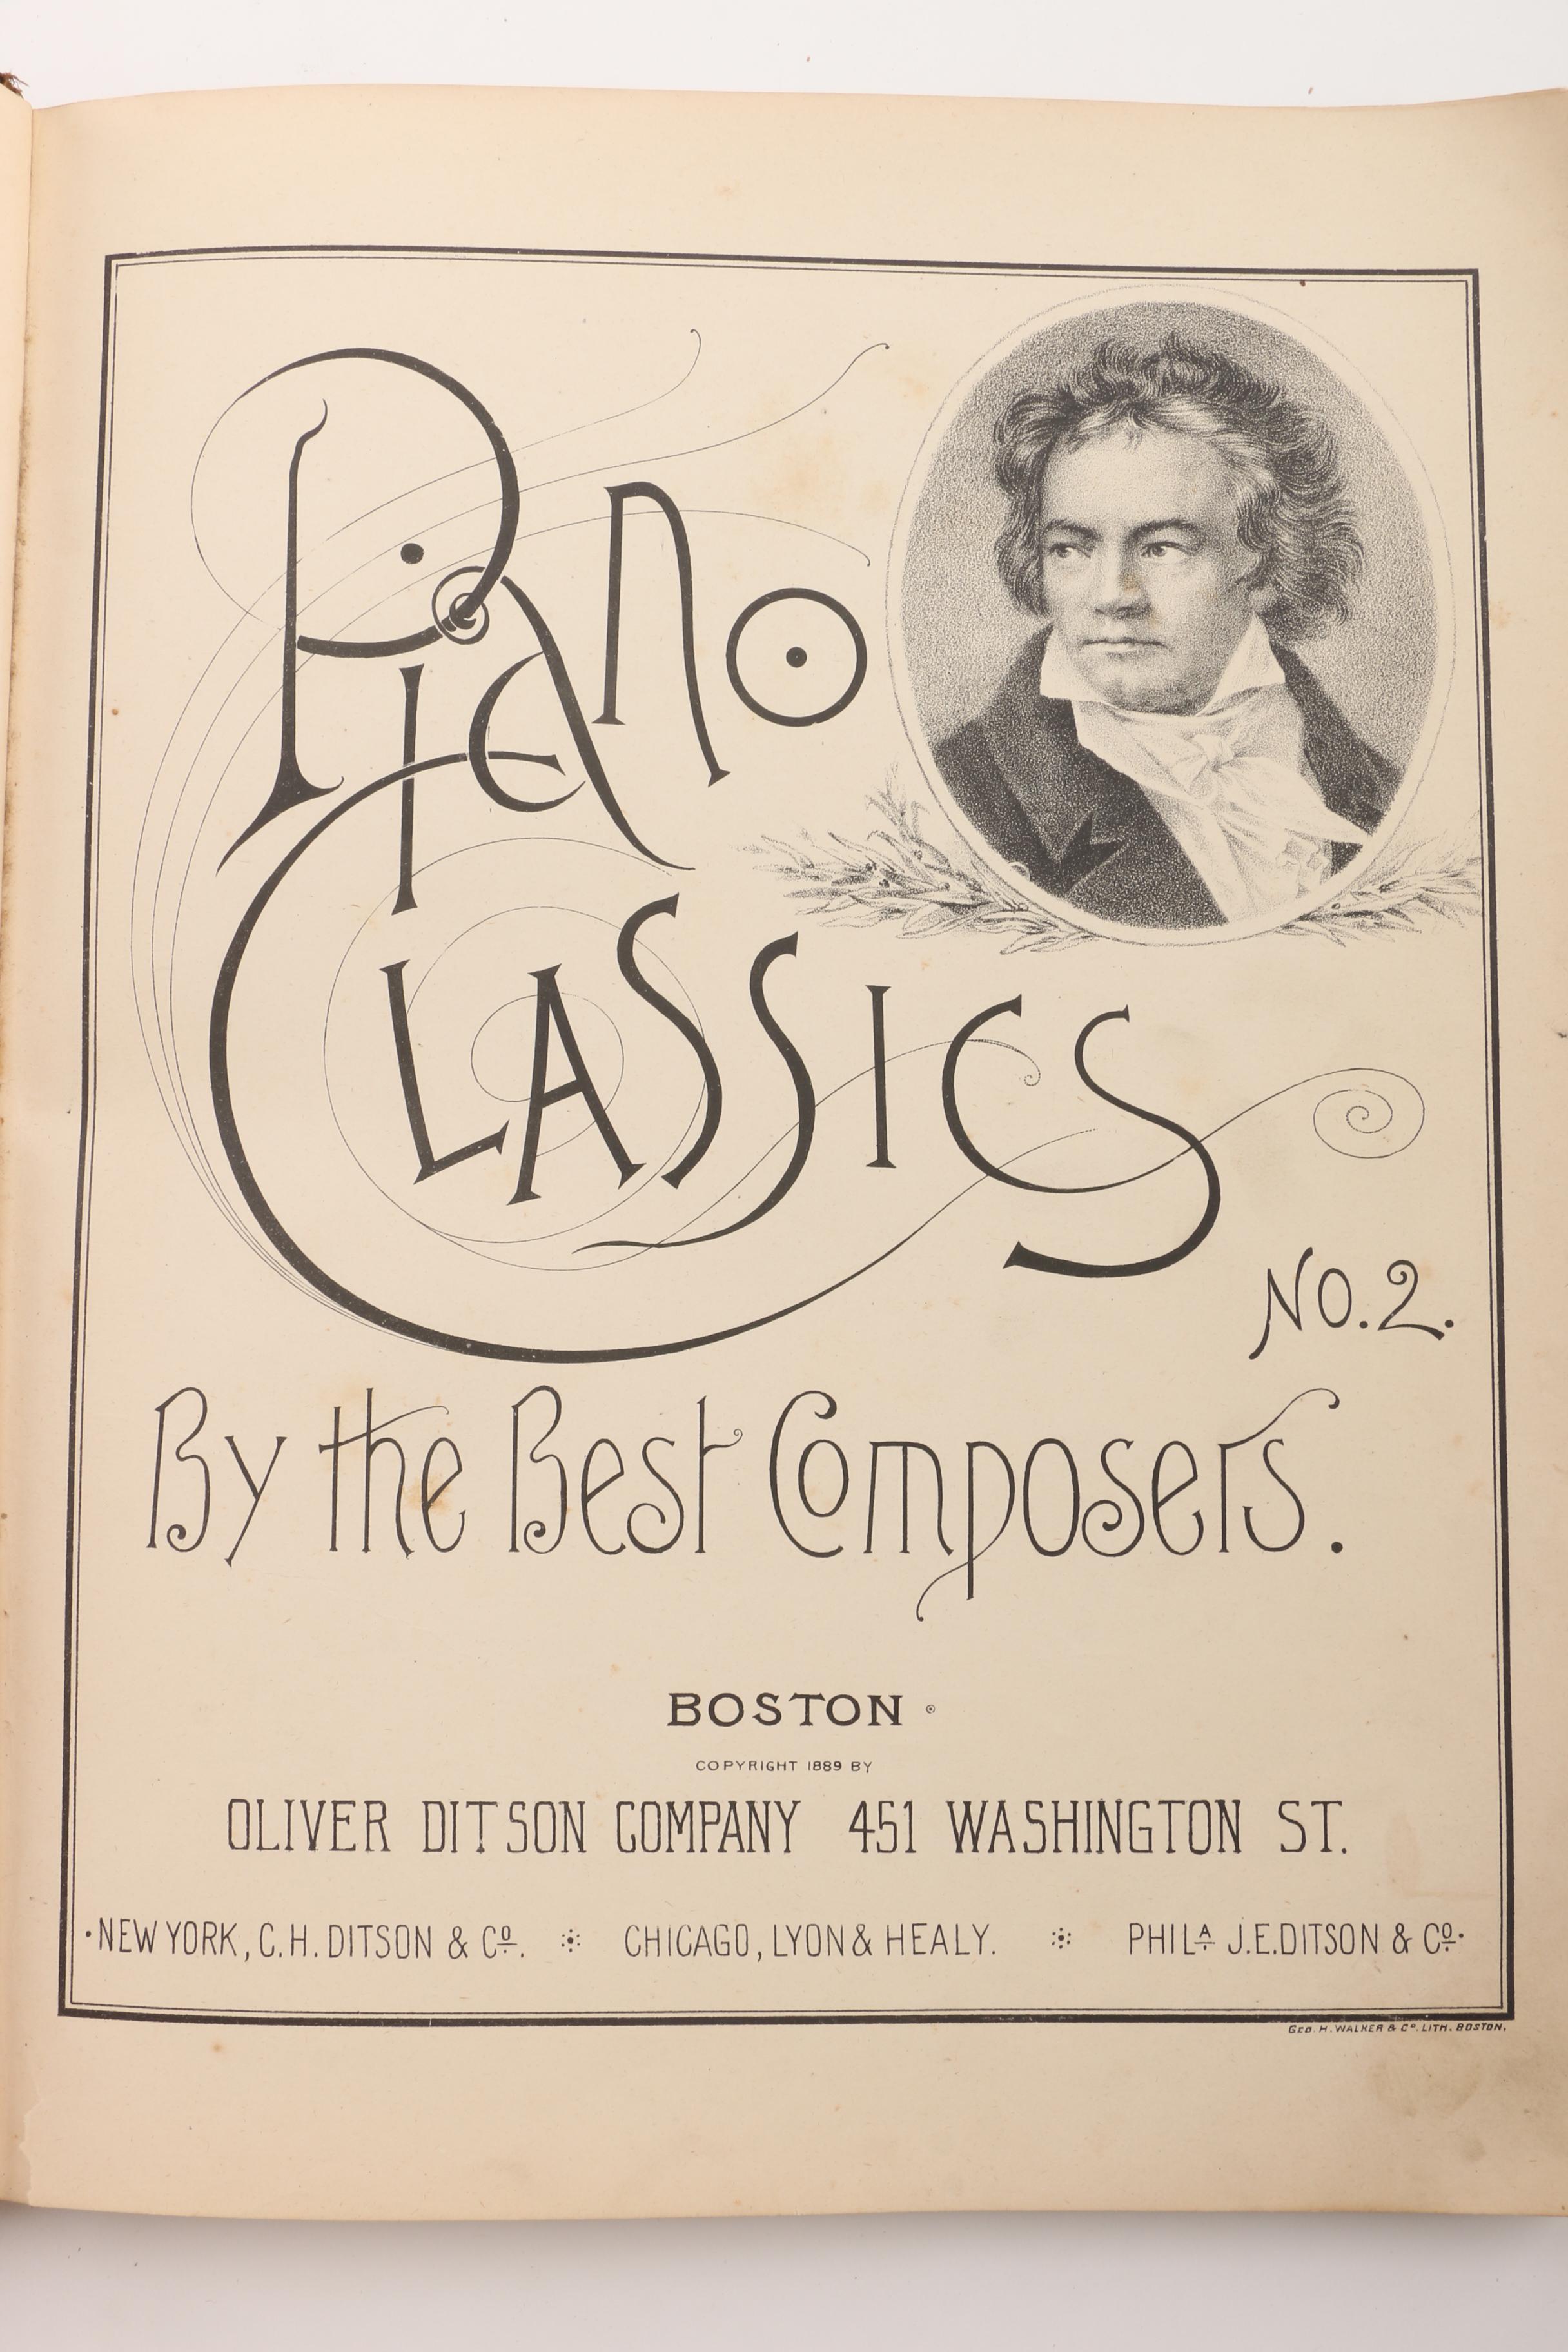 Piano
Classics
No. 2.
By the Best Composers.
BOSTON
COPYRIGHT 1889 BY
OLIVER DITSON COMPANY 451 WASHINGTON ST.
·NEW YORK, C.H. DITSON & Cº. CHICAGO, LYON & HEALY. PHILᴬ J.E. DITSON & Cº·
GEO. H. WALKER & Cº. LITH. BOSTON.